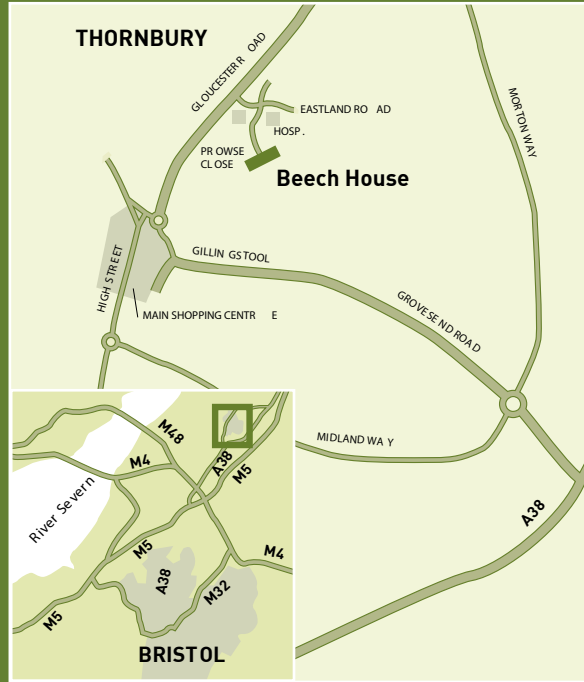 THORNBURY
GLOUCESTER R OAD
MORTON WAY
EASTLAND RO AD
HOSP .
PR OWSE
CL OSE
Beech House
HIGH STREET
GILLIN GSTOOL
GROVESE ND ROAD
MAIN SHOPPING CENTR E
MIDLAND WA Y
A38
M48
M4
A38
M5
River Severn
M5
M4
A38
M32
M5
BRISTOL